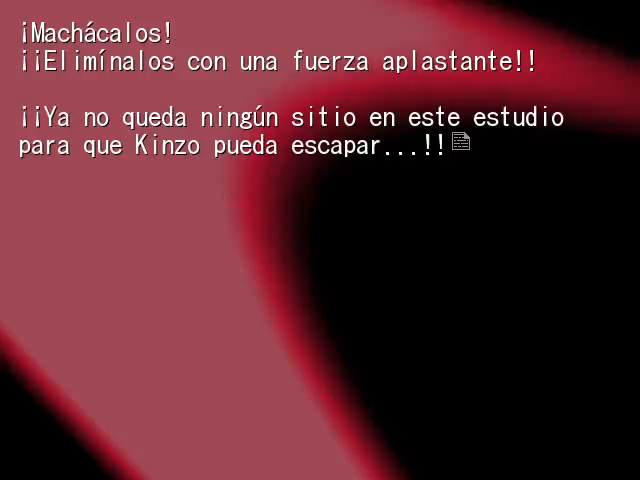 ¡Machácalos!
¡¡Elimínalos con una fuerza aplastante!!
¡¡Ya no queda ningún sitio en este estudio
para que Kinzo pueda escapar...!!